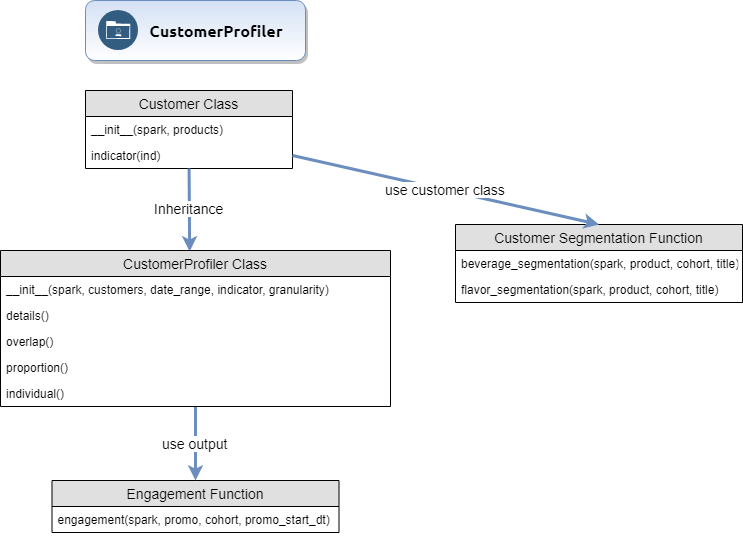 CustomerProfiler
Customer Class
__init__(spark, products)
indicator(ind)
use customer class
Inheritance
Customer Segmentation Function
beverage_segmentation(spark, product, cohort, title)
flavor_segmentation(spark, product, cohort, title)
CustomerProfiler Class
__init__(spark, customers, date_range, indicator, granularity)
details()
overlap()
proportion()
individual()
use output
Engagement Function
engagement(spark, promo, cohort, promo_start_dt)